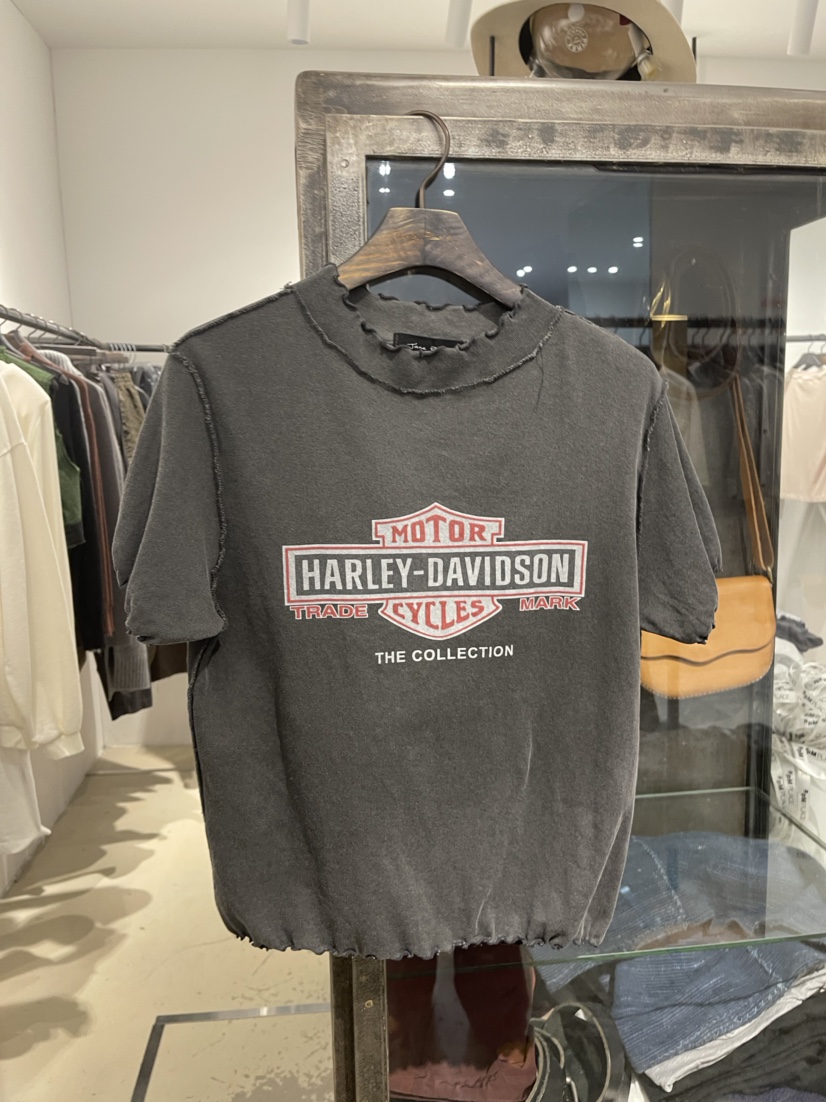 MOTOR
HARLEY-DAVIDSON
TRADE CYCLES MARK
THE COLLECTION